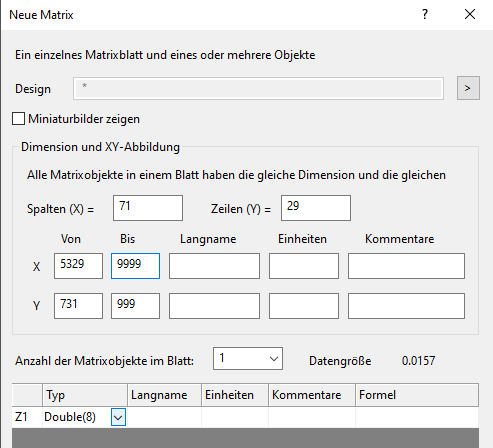 Neue Matrix ?
Ein einzelnes Matrixblatt und eines oder mehrere Objekte
Design * >
Miniaturbilder zeigen
Dimension und XY-Abbildung
Alle Matrixobjekte in einem Blatt haben die gleiche Dimension und die gleichen
Spalten (X) = 71 Zeilen (Y) = 29
Von Bis Langname Einheiten Kommentare
X 5329 9999
Y 731 999
Anzahl der Matrixobjekte im Blatt: 1 Datengröße 0.0157
Typ Langname Einheiten Kommentare Formel
Z1 Double(8)